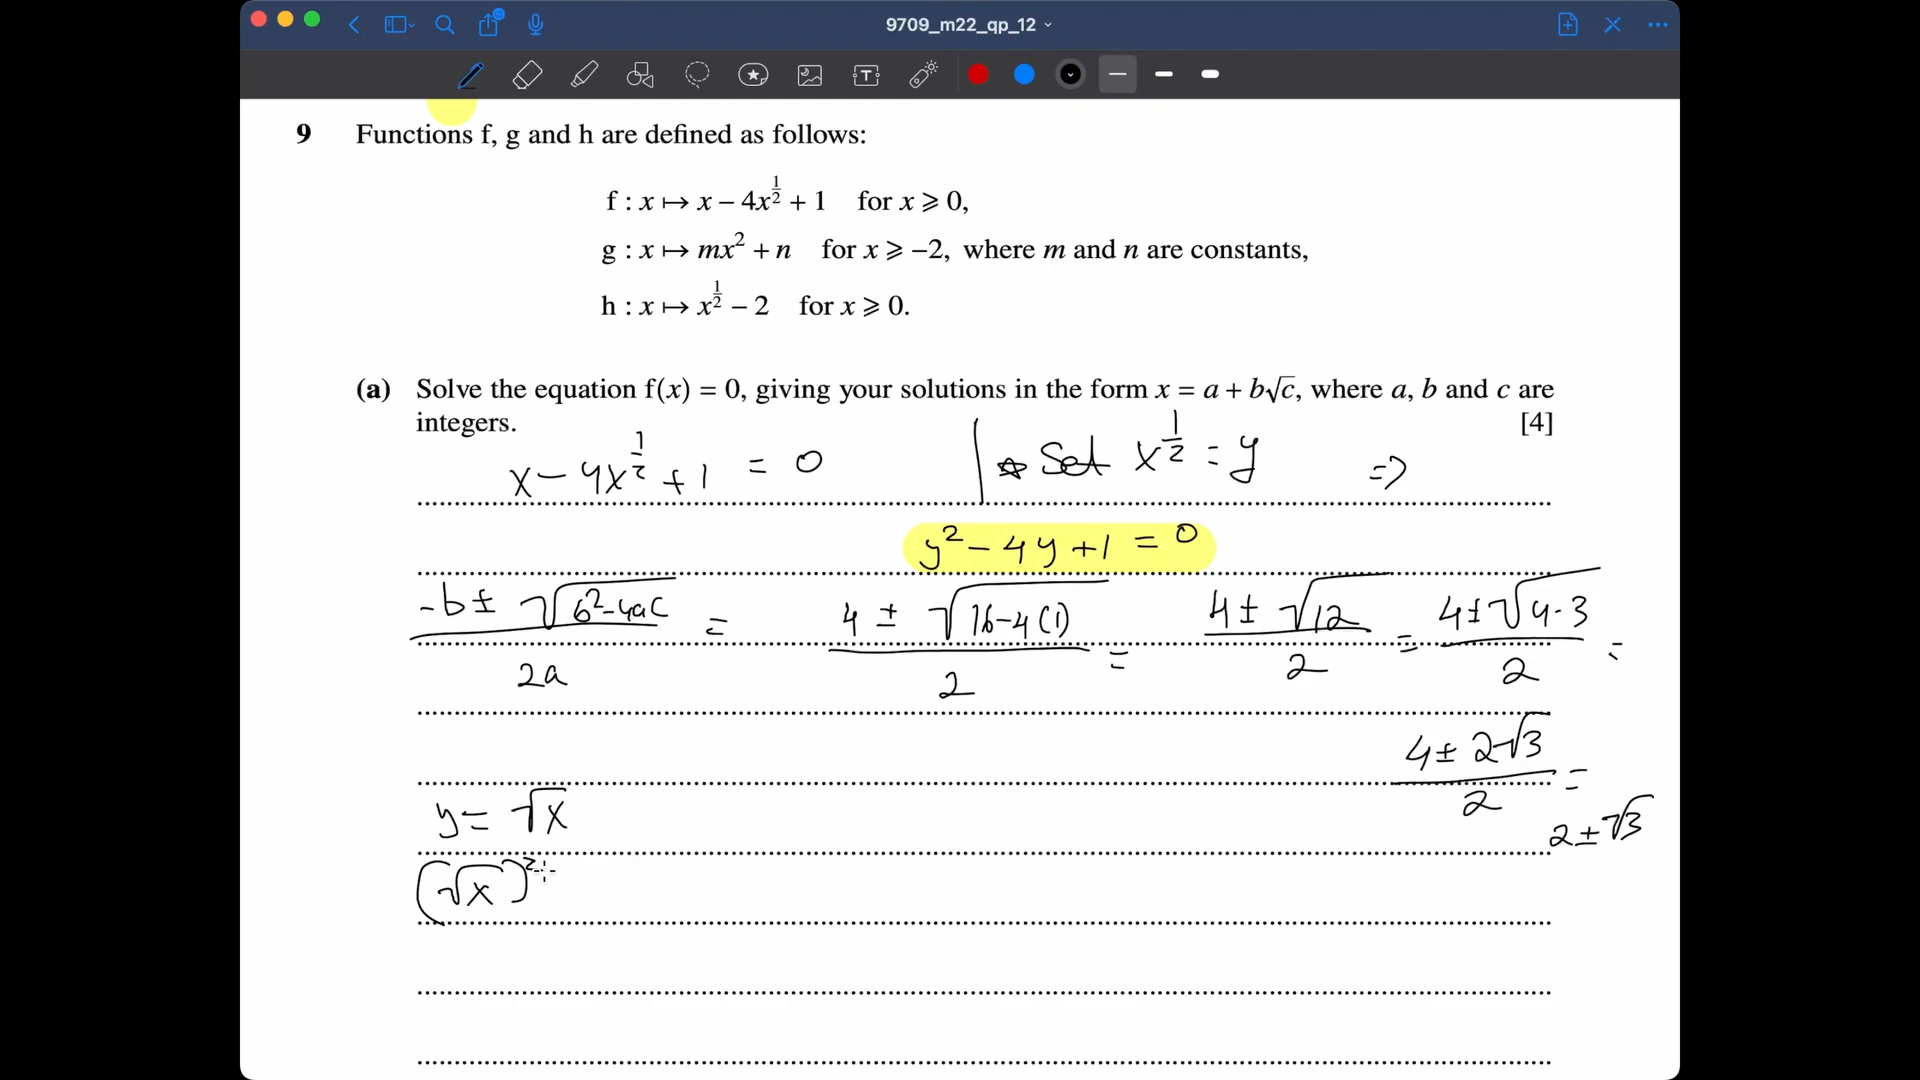 9709_m22_qp_12
9 Functions f, g and h are defined as follows:
f : x ↦ x − 4x^{1/2} + 1 for x ⩾ 0,
g : x ↦ mx² + n for x ⩾ −2, where m and n are constants,
h : x ↦ x^{1/2} − 2 for x ⩾ 0.
(a) Solve the equation f(x) = 0, giving your solutions in the form x = a + b√c, where a, b and c are
integers. [4]
x − 4x^{1/2} + 1 = 0 | ☆ Set x^{1/2} = y =>
y² − 4y + 1 = 0
(-b ± √(b²-4ac))/2a = (4 ± √(16-4(1)))/2 = (4 ± √12)/2 = (4 ± √(4·3))/2 =
(4 ± 2√3)/2 =
y = √x 2 ± √3
(√x)²